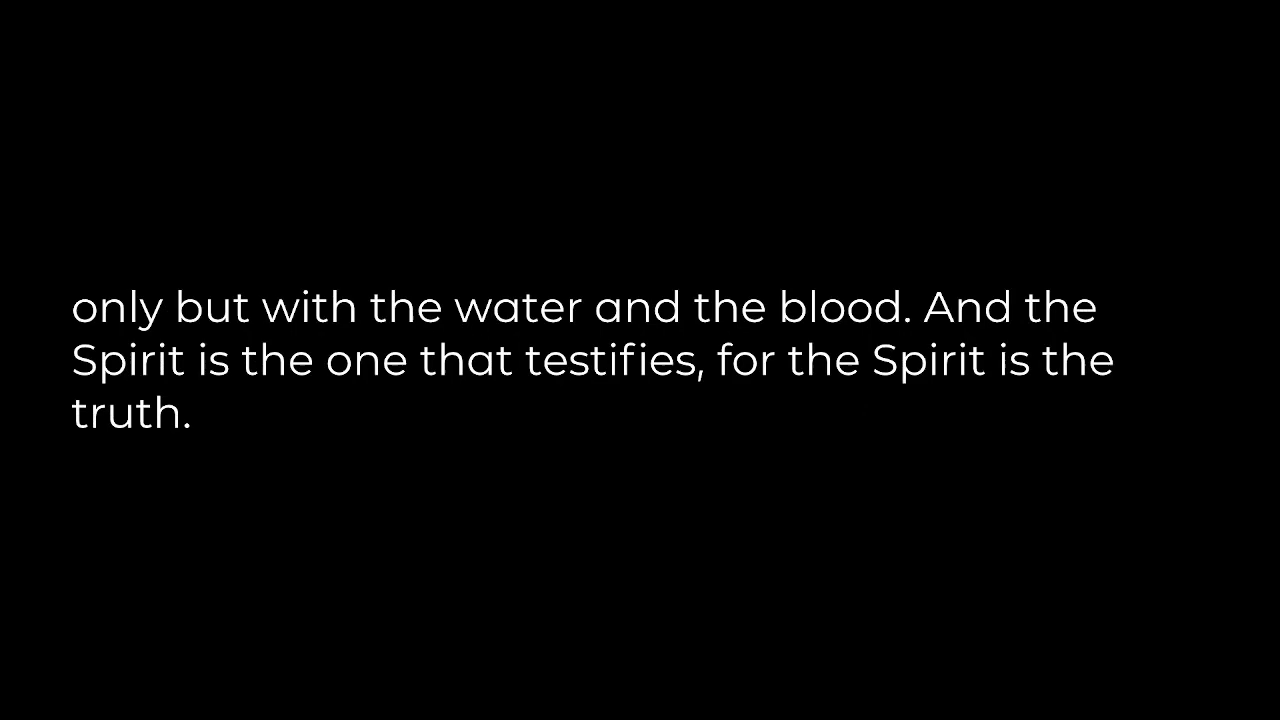 only but with the water and the blood. And the
Spirit is the one that testifies, for the Spirit is the
truth.